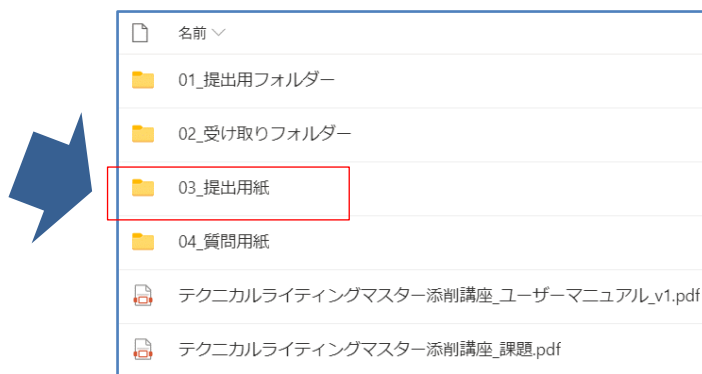 名前
01_提出用フォルダー
02_受け取りフォルダー
03_提出用紙
04_質問用紙
テクニカルライティングマスター添削講座_ユーザーマニュアル_v1.pdf
テクニカルライティングマスター添削講座_課題.pdf